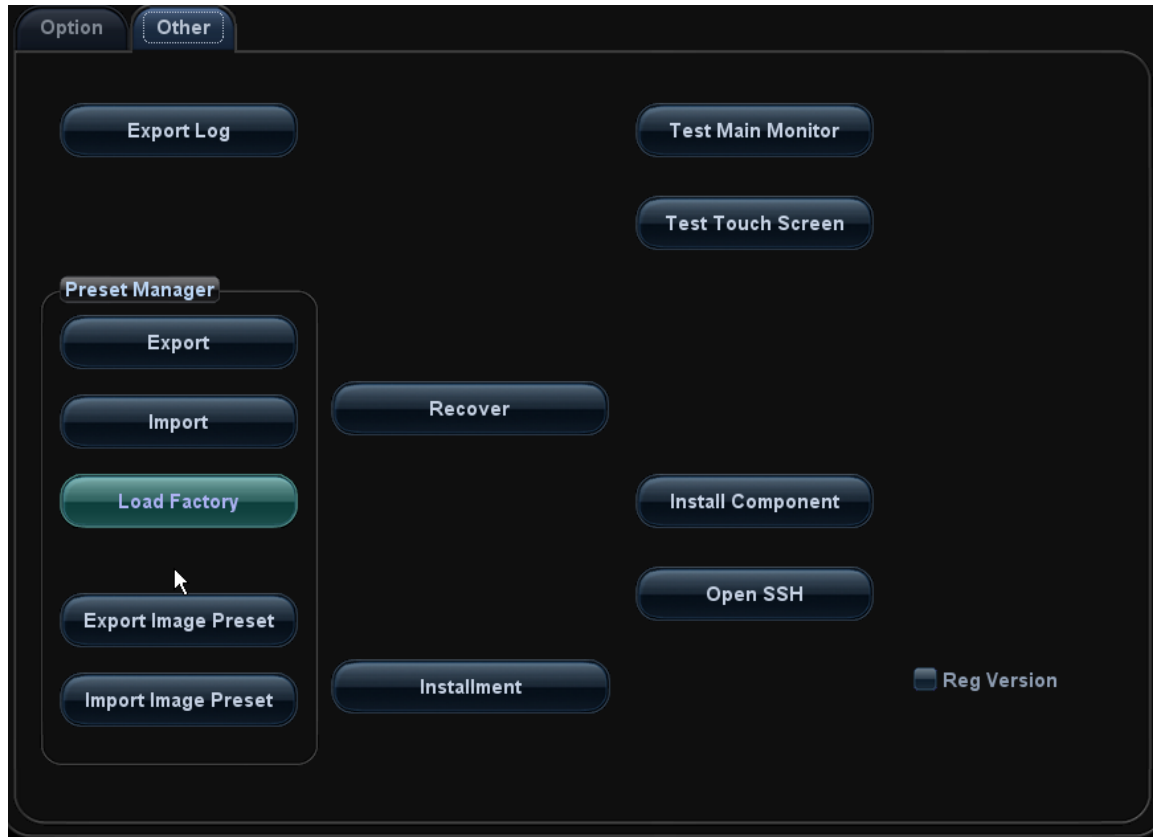 Option
Other
Export Log
Test Main Monitor
Test Touch Screen
Preset Manager
Export
Import
Recover
Load Factory
Install Component
Export Image Preset
Open SSH
Import Image Preset
Installment
Reg Version